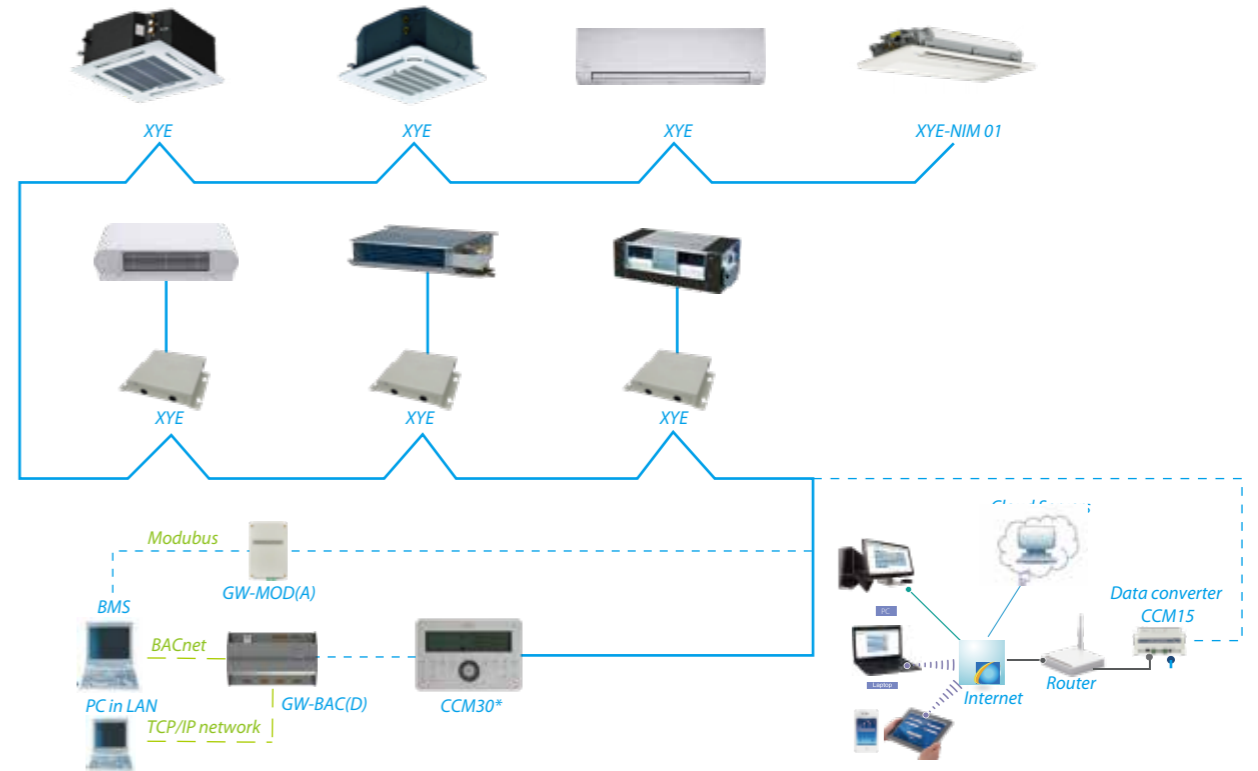 XYE
XYE
XYE
XYE-NIM 01
XYE
XYE
XYE
Modubus
GW-MOD(A)
BMS
BACnet
GW-BAC(D)
CCM30*
PC in LAN
TCP/IP network
PC
Laptop
Internet
Router
Data converter
CCM15